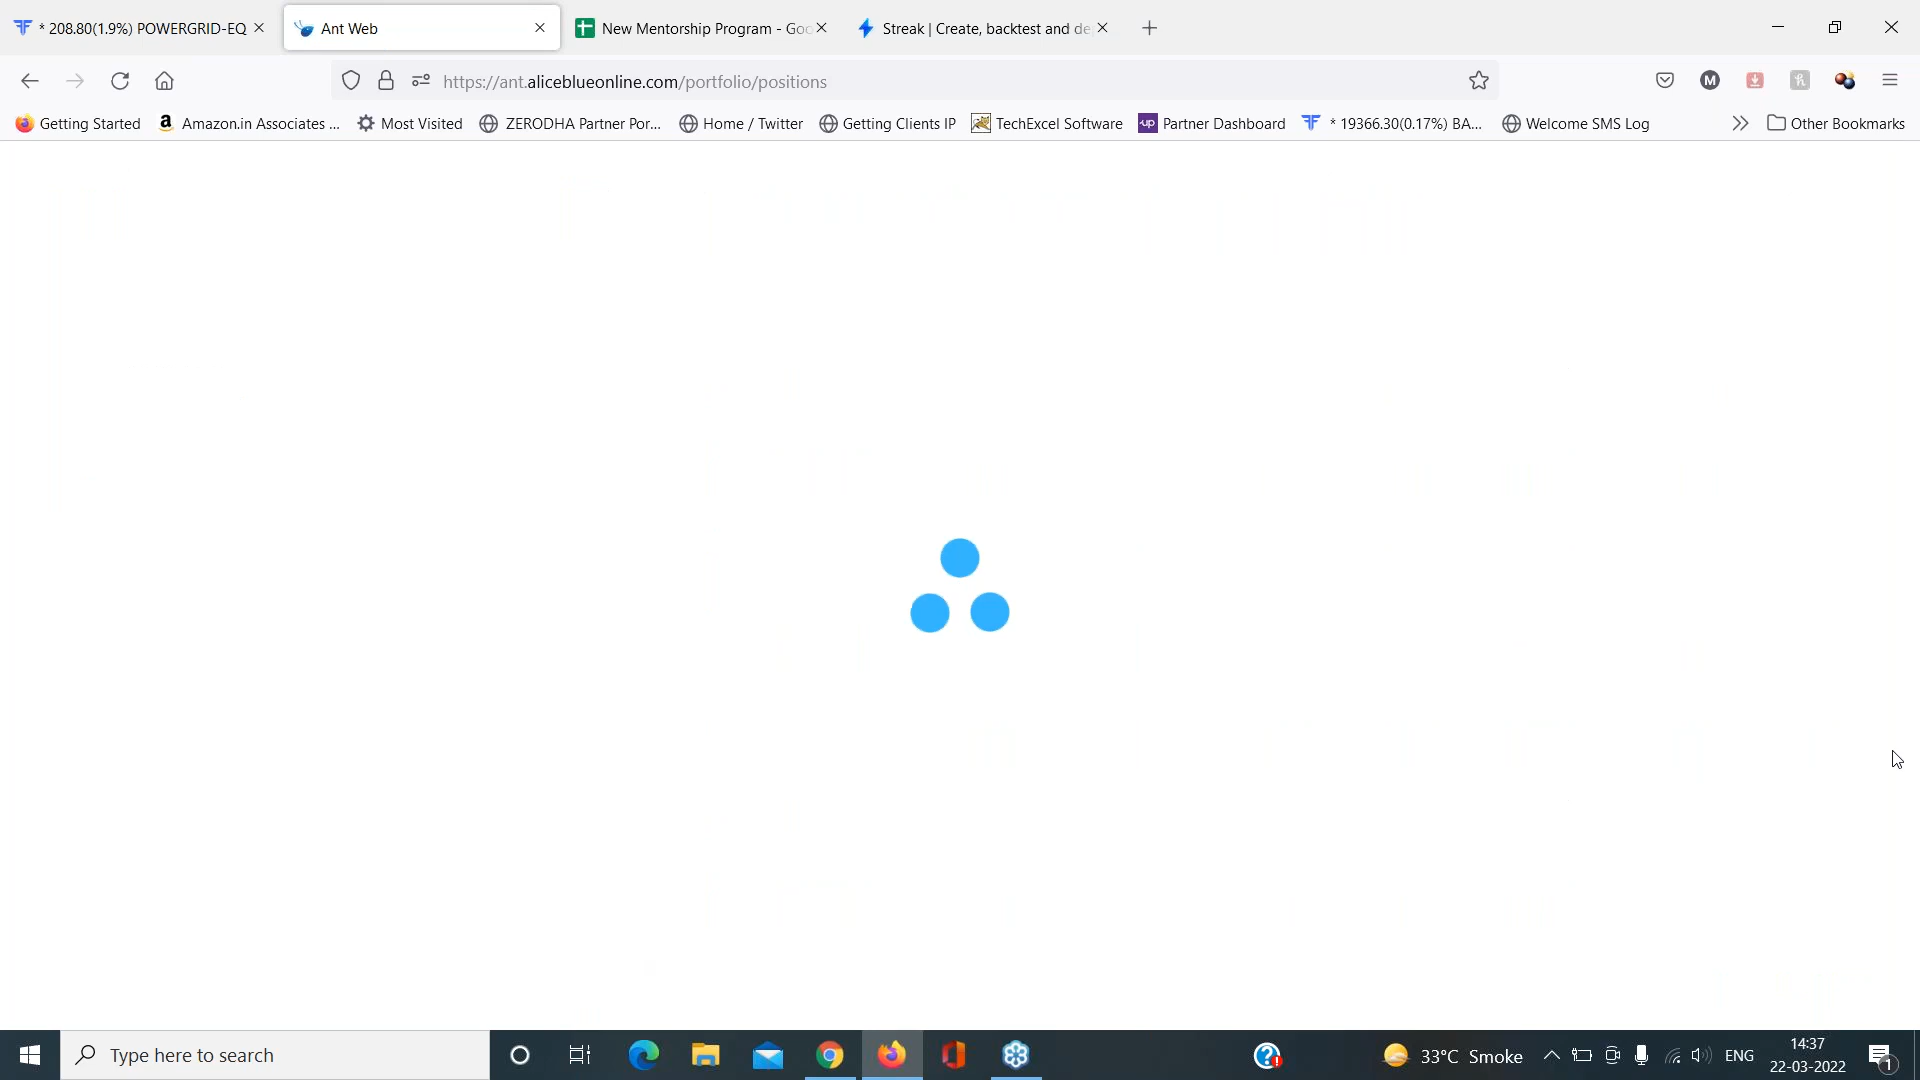 * 208.80(1.9%) POWERGRID-EQ
Ant Web
New Mentorship Program - Goo
Streak | Create, backtest and de
https://ant.aliceblueonline.com/portfolio/positions
M
Getting Started
Amazon.in Associates ...
Most Visited
ZERODHA Partner Por...
Home / Twitter
Getting Clients IP
TechExcel Software
up
Partner Dashboard
* 19366.30(0.17%) BA...
Welcome SMS Log
Other Bookmarks
Type here to search
33°C Smoke
ENG
14:37
22-03-2022
1